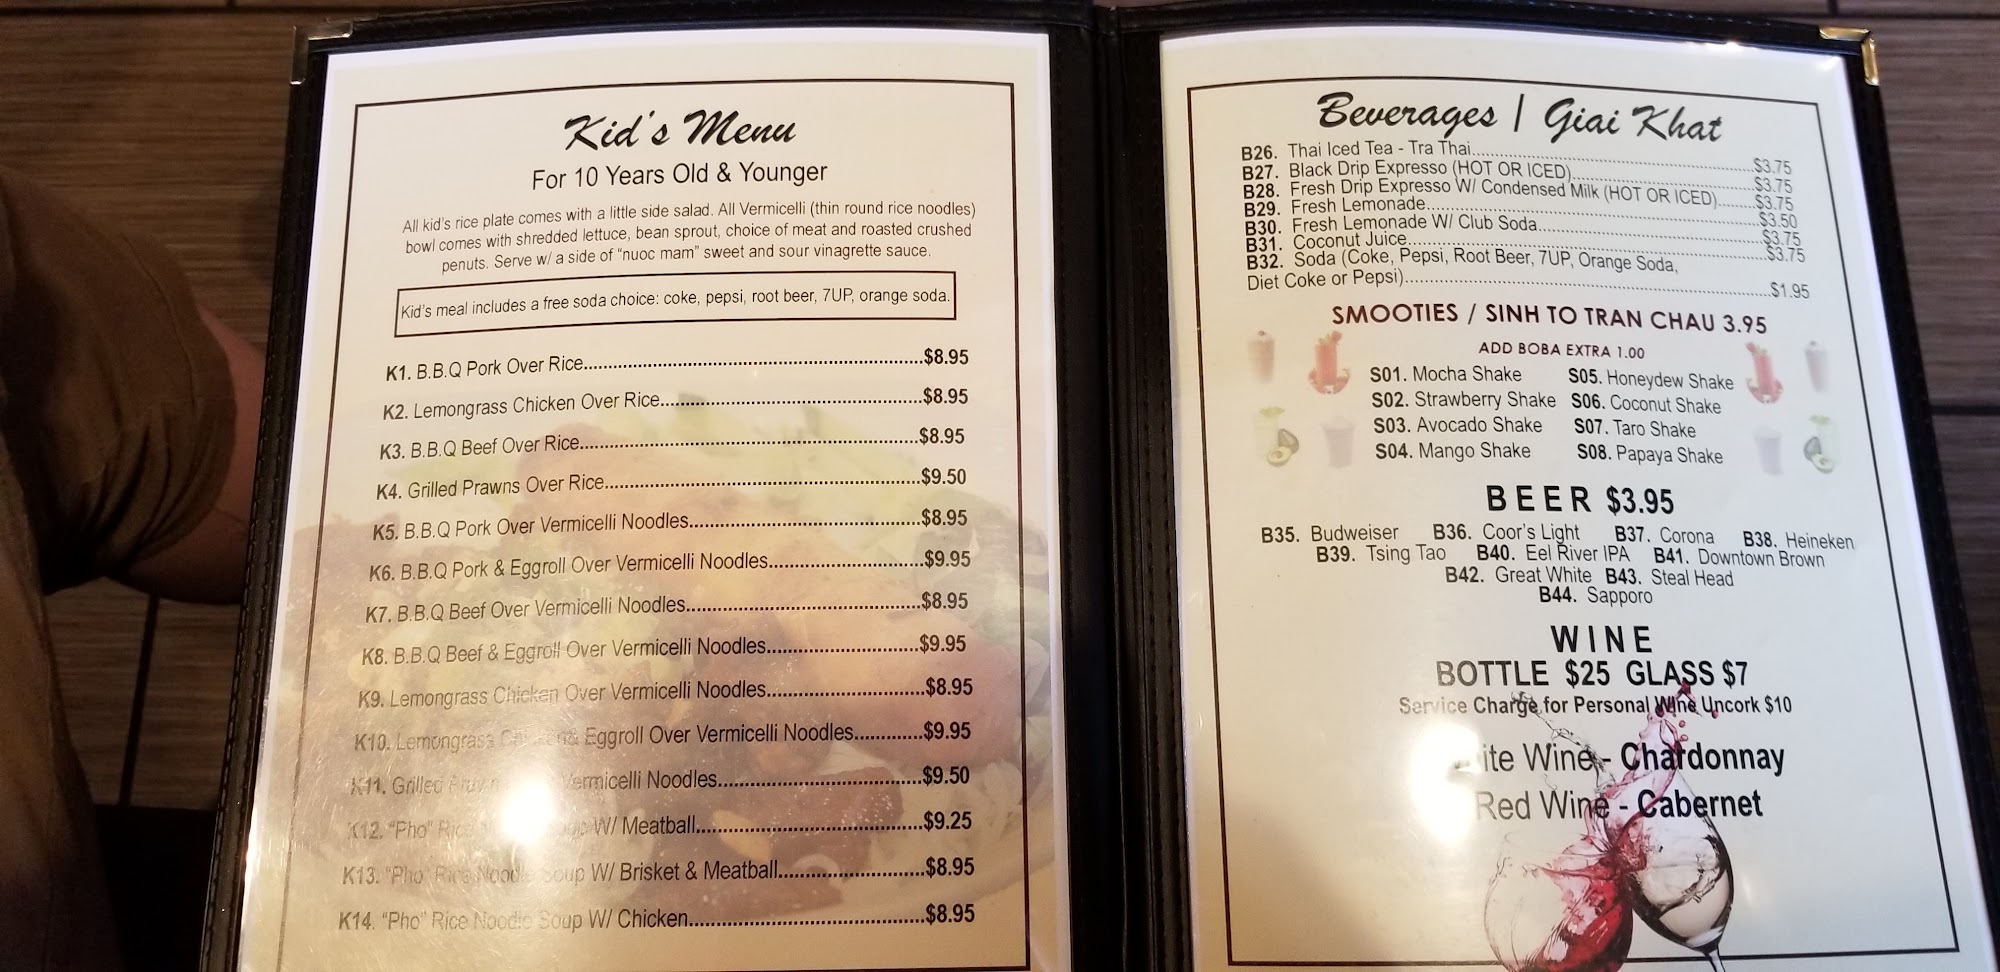 Kid's Menu
For 10 Years Old & Younger
All kid's rice plate comes with a little side salad. All Vermicelli (thin round rice noodles)
bowl comes with shredded lettuce, bean sprout, choice of meat and roasted crushed
penuts. Serve w/ a side of "nuoc mam" sweet and sour vinagrette sauce.
Kid's meal includes a free soda choice: coke, pepsi, root beer, 7UP, orange soda.
K1. B.B.Q Pork Over Rice...$8.95
K2. Lemongrass Chicken Over Rice...$8.95
K3. B.B.Q Beef Over Rice...$8.95
K4. Grilled Prawns Over Rice...$9.50
K5. B.B.Q Pork Over Vermicelli Noodles...$8.95
K6. B.B.Q Pork & Eggroll Over Vermicelli Noodles...$9.95
K7. B.B.Q Beef Over Vermicelli Noodles...$8.95
K8. B.B.Q Beef & Eggroll Over Vermicelli Noodles...$9.95
K9. Lemongrass Chicken Over Vermicelli Noodles...$8.95
K10. Lemongrass Eggroll Over Vermicelli Noodles...$9.95
K11. Grilled Vermicelli Noodles...$9.50
K12. "Pho" Rice W/ Meatball...$9.25
K13. "Pho" Rice Noodle Soup W/ Brisket & Meatball...$8.95
K14. "Pho" Rice Noodle Soup W/ Chicken...$8.95
Beverages / Giai Khat
B26. Thai Iced Tea - Tra Thai...$3.75
B27. Black Drip Expresso (HOT OR ICED)...$3.75
B28. Fresh Drip Expresso W/ Condensed Milk (HOT OR ICED)...$3.75
B29. Fresh Lemonade...$3.50
B30. Fresh Lemonade W/ Club Soda...$3.75
B31. Coconut Juice...$3.75
B32. Soda (Coke, Pepsi, Root Beer, 7UP, Orange Soda,
Diet Coke or Pepsi)...$1.95
SMOOTIES / SINH TO TRAN CHAU 3.95
ADD BOBA EXTRA 1.00
S01. Mocha Shake S05. Honeydew Shake
S02. Strawberry Shake S06. Coconut Shake
S03. Avocado Shake S07. Taro Shake
S04. Mango Shake S08. Papaya Shake
BEER $3.95
B35. Budweiser B36. Coor's Light B37. Corona B38. Heineken
B39. Tsing Tao B40. Eel River IPA B41. Downtown Brown
B42. Great White B43. Steal Head
B44. Sapporo
WINE
BOTTLE $25 GLASS $7
Service Charge for Personal Wine Uncork $10
Wine - Chardonnay
Red Wine - Cabernet